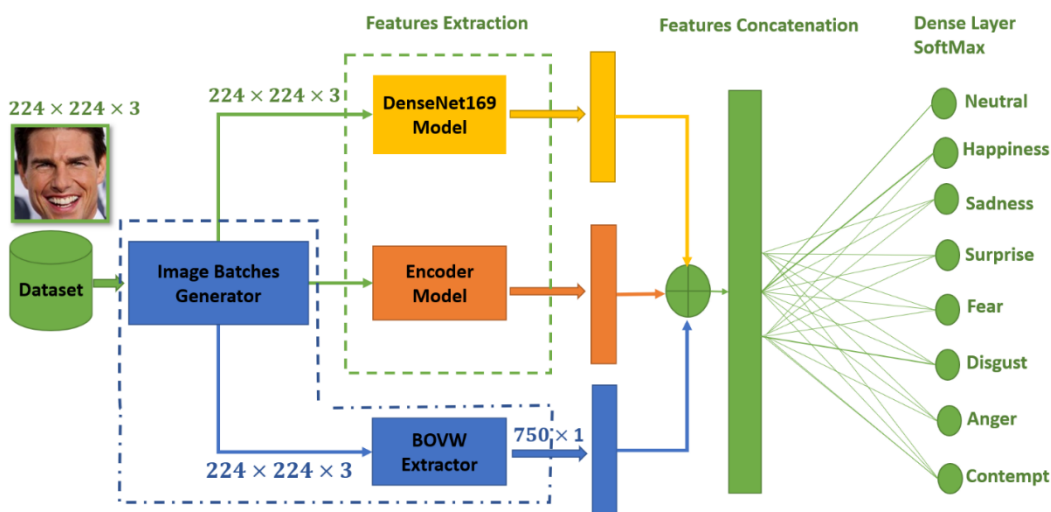 Features Extraction
Features Concatenation
Dense Layer
SoftMax
224 × 224 × 3
224 × 224 × 3
DenseNet169
Model
Neutral
Happiness
Sadness
Dataset
Image Batches
Generator
Encoder
Model
Surprise
Fear
Disgust
224 × 224 × 3
BOVW
Extractor
750 × 1
Anger
Contempt